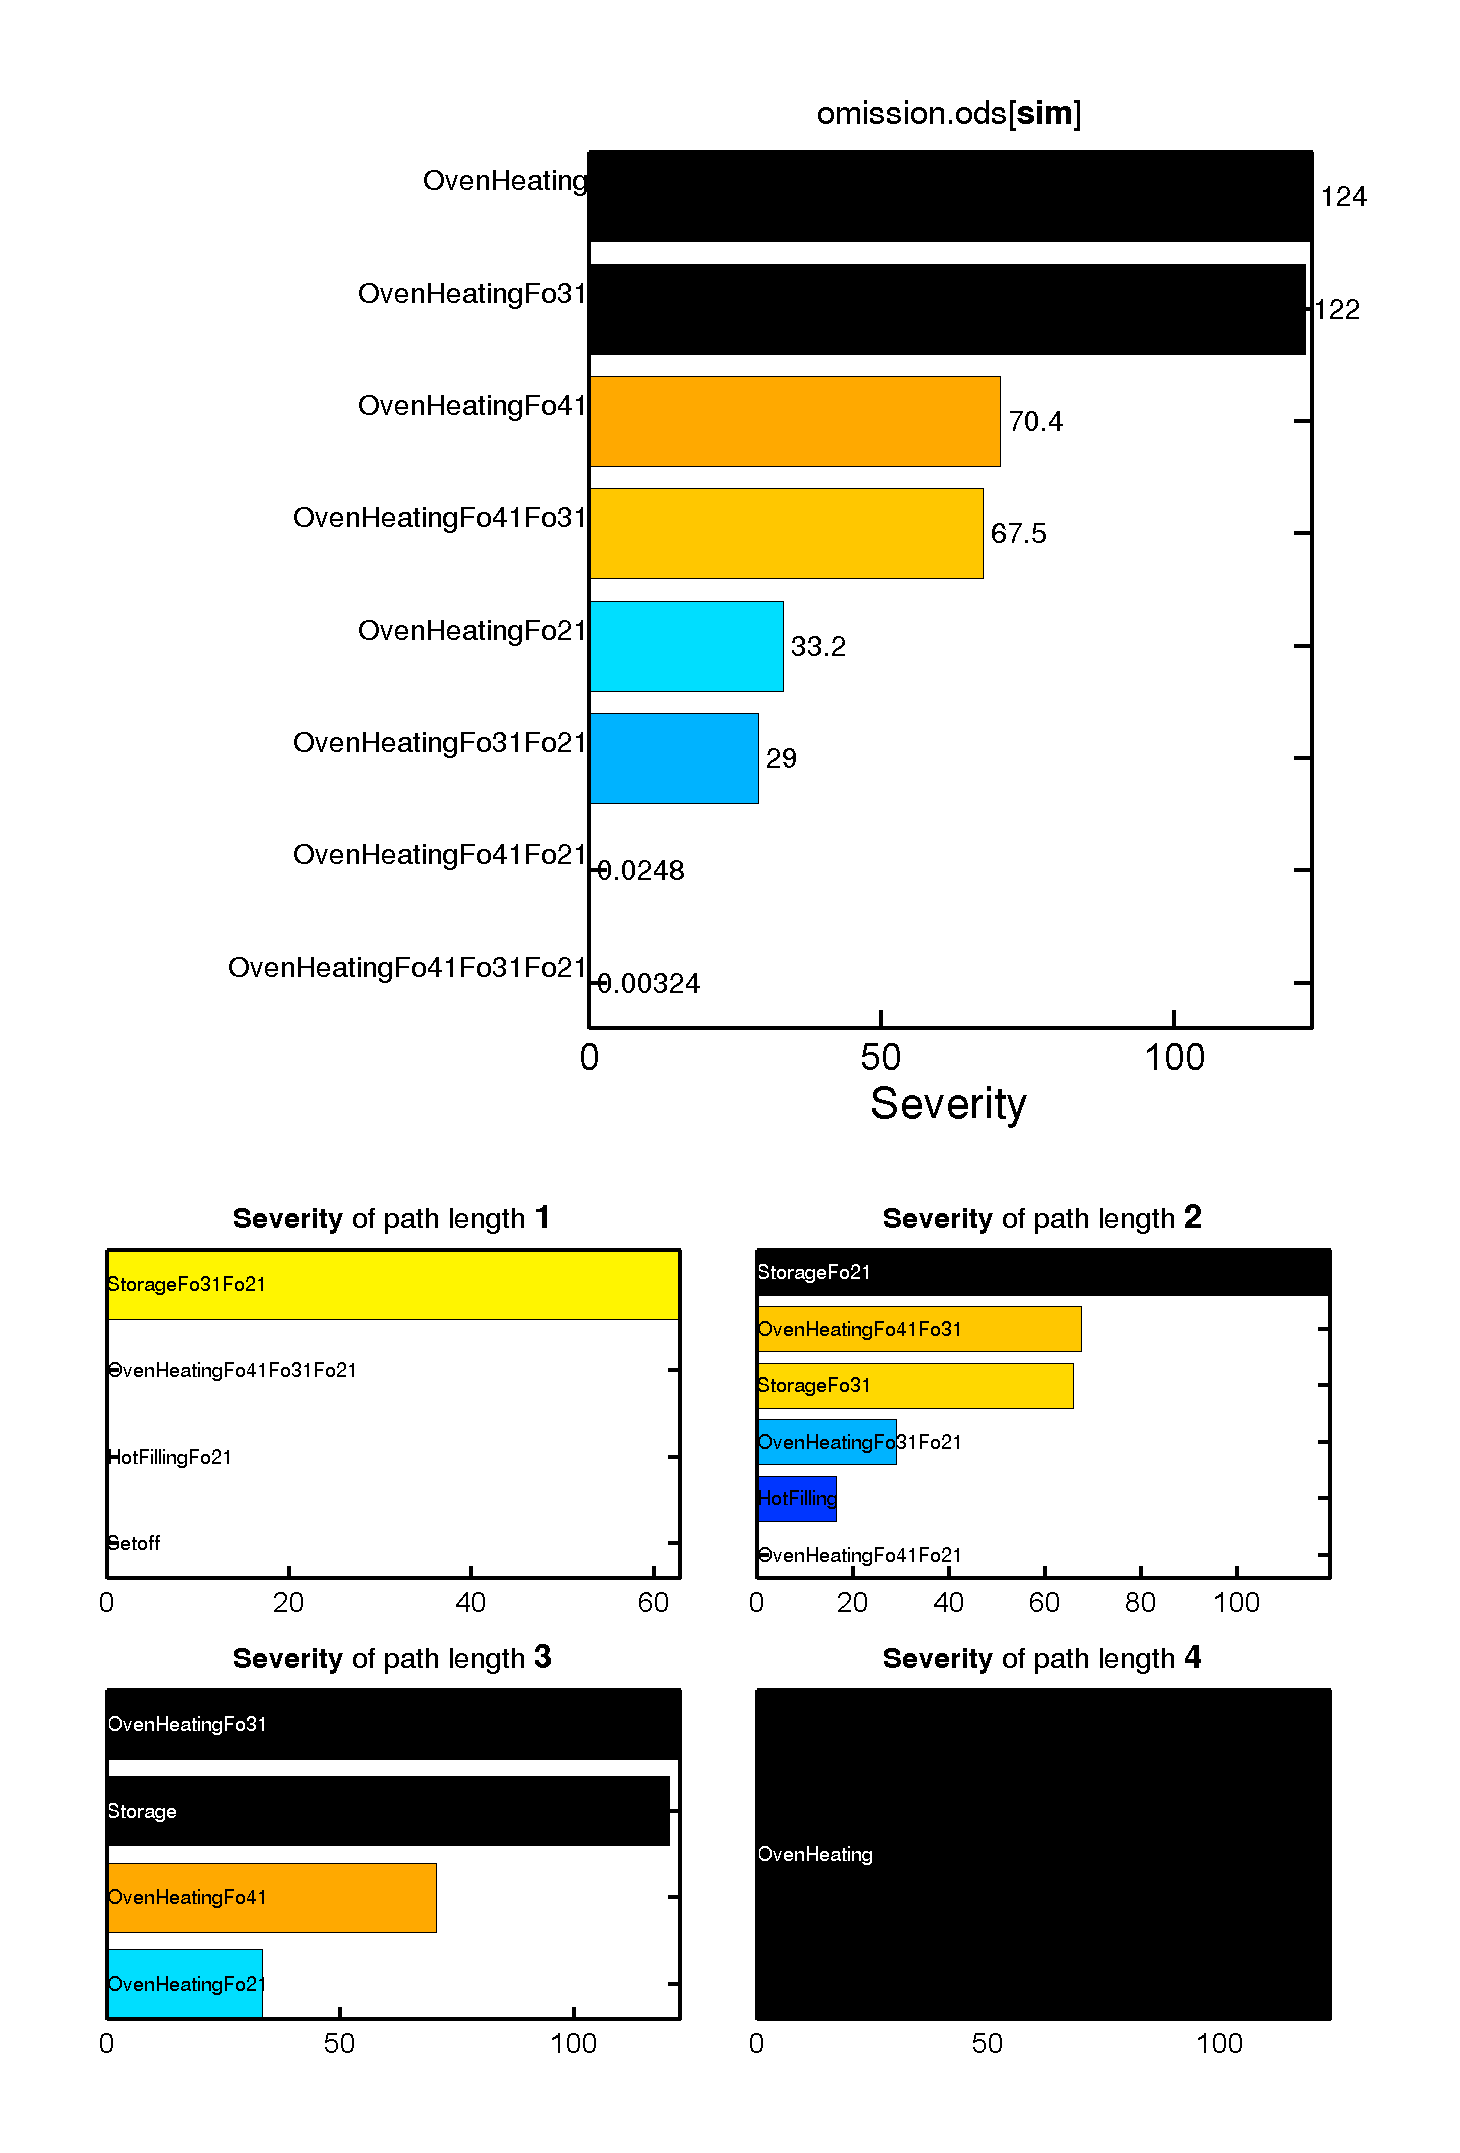 omission.ods[sim]
OvenHeating
124
OvenHeatingFo31
122
OvenHeatingFo41
70.4
OvenHeatingFo41Fo31
67.5
OvenHeatingFo21
33.2
OvenHeatingFo31Fo21
29
OvenHeatingFo41Fo21
0.0248
OvenHeatingFo41Fo31Fo21
0.00324
0 50 100
Severity
Severity of path length 1
StorageFo31Fo21
OvenHeatingFo41Fo31Fo21
HotFillingFo21
Setoff
0 20 40 60
Severity of path length 2
StorageFo21
OvenHeatingFo41Fo31
StorageFo31
OvenHeatingFo31Fo21
HotFilling
OvenHeatingFo41Fo21
0 20 40 60 80 100
Severity of path length 3
OvenHeatingFo31
Storage
OvenHeatingFo41
OvenHeatingFo21
0 50 100
Severity of path length 4
OvenHeating
0 50 100